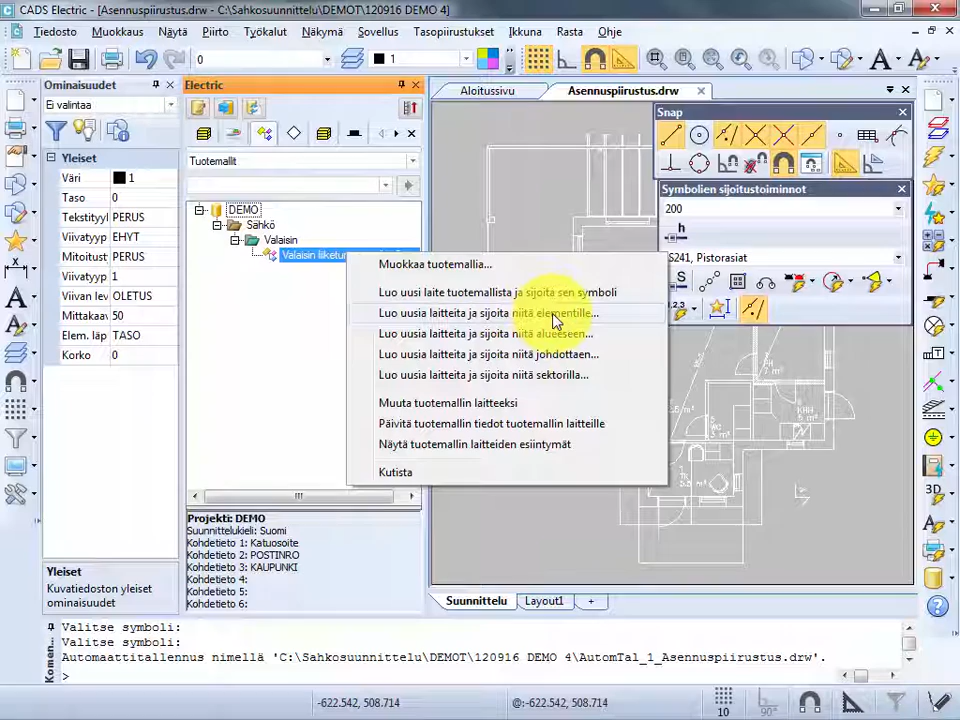 CADS Electric - [Asennuspiirustus.drw - C:\Sahkosuunnittelu\DEMOT\120916 DEMO 4]
Tiedosto Muokkaus Näytä Piirto Työkalut Näkymä Sovellus Tasopiirustukset Ikkuna Rasta Ohje
0 1
Ominaisuudet
Ei valintaa
Yleiset
Väri 1
Taso 0
Tekstityyl PERUS
Viivatyyp EHYT
Mitoitustyyl PERUS
Viivatyyp 1
Viivan lev OLETUS
Mittakaav 50
Elem. leve TASO
Korko 0
Yleiset
Kuvatiedoston yleiset
ominaisuudet
Electric
Tuotemallit
DEMO
Sähkö
Valaisin
Valaisin liiketun
Projekti: DEMO
Suunnittelukieli: Suomi
Kohdetieto 1: Katuosoite
Kohdetieto 2: POSTINRO
Kohdetieto 3: KAUPUNKI
Kohdetieto 4:
Kohdetieto 5:
Kohdetieto 6:
Aloitussivu Asennuspiirustus.drw
Snap
Symbolien sijoitustoiminnot
200
h
S241, Pistorasiat
Muokkaa tuotemallia...
Luo uusi laite tuotemallista ja sijoita sen symboli
Luo uusia laitteita ja sijoita niitä elementille...
Luo uusia laitteita ja sijoita niitä alueeseen...
Luo uusia laitteita ja sijoita niitä johdottaen...
Luo uusia laitteita ja sijoita niitä sektorilla...
Muuta tuotemallin laitteeksi
Päivitä tuotemallin tiedot tuotemallin laitteille
Näytä tuotemallin laitteiden esiintymät
Kutista
Suunnittelu Layout1 +
Valitse symboli:
Valitse symboli:
Automaattitallennus nimellä 'C:\Sahkosuunnittelu\DEMOT\120916 DEMO 4\AutomTal_1_Asennuspiirustus.drw'.
>
Komen...
-622.542, 508.714 @:-622.542, 508.714 10 90°